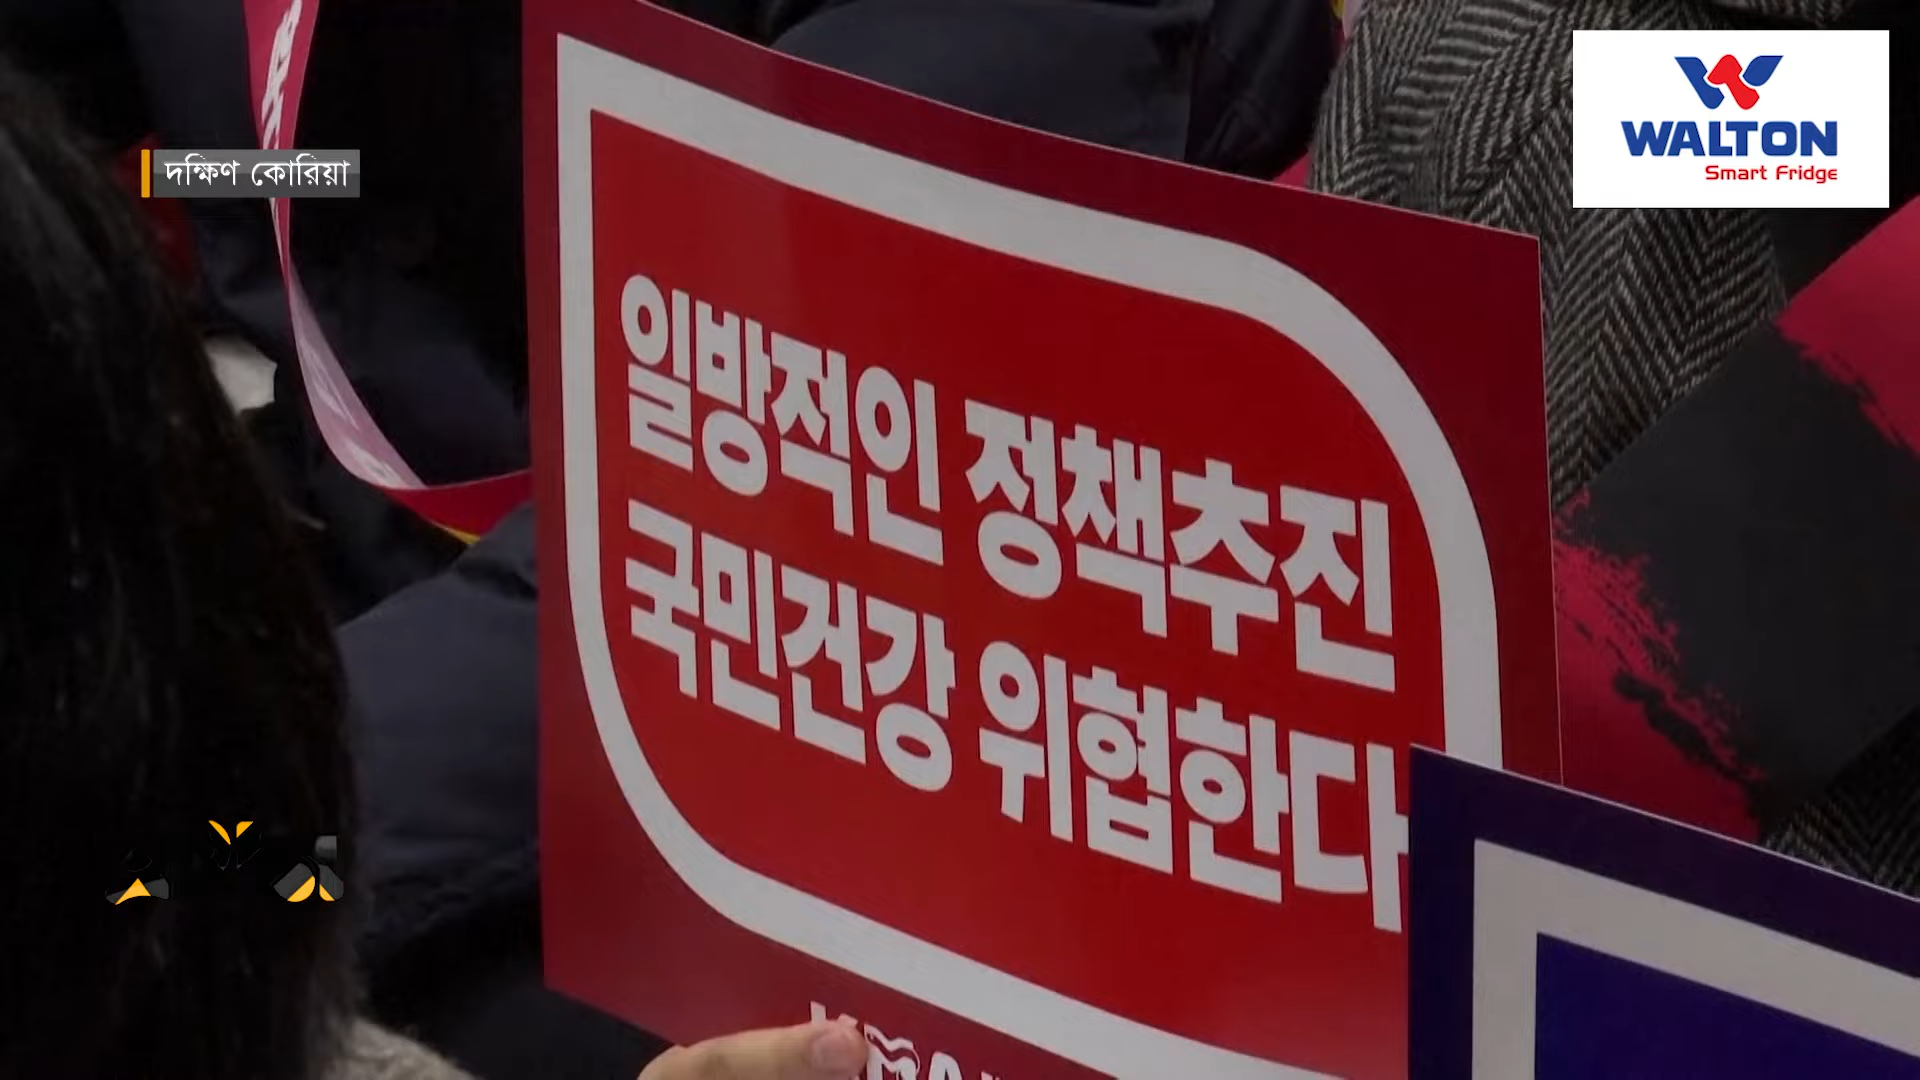 দক্ষিণ কোরিয়া
WALTON
Smart Fridge
일방적인 정책추진
국민건강 위협한다